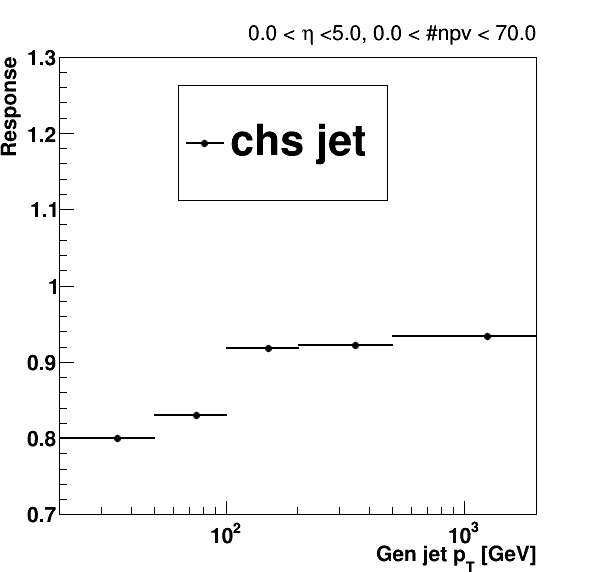 0.0 < η <5.0, 0.0 < #npv < 70.0
Response
1.3
1.2
1.1
1
0.9
0.8
0.7
chs jet
10²
10³
Gen jet p_T [GeV]